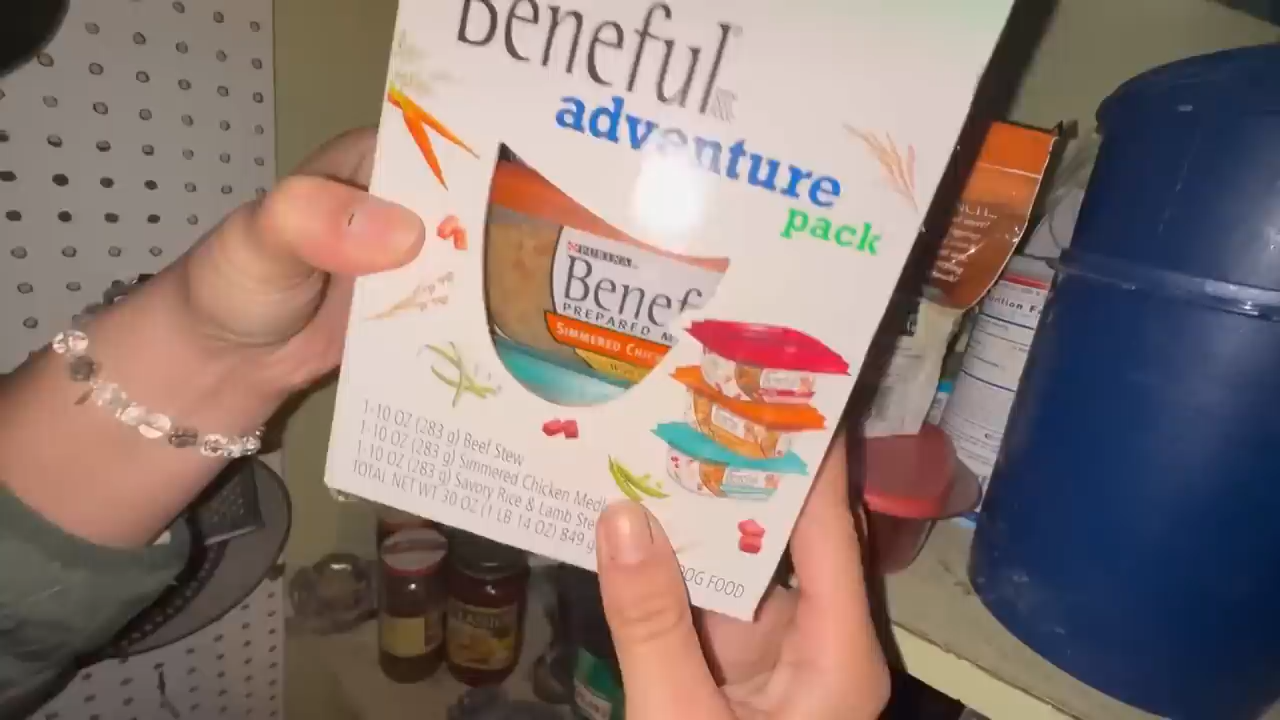 Beneful
adventure
pack
PURINA
Benef
PREPARED M
SIMMERED CHIC
1-10 OZ (283 g) Beef Stew
1-10 OZ (283 g) Simmered Chicken Medl
1-10 OZ (283 g) Savory Rice & Lamb Ste
TOTAL NET WT 30 OZ (1 LB 14 OZ) 849 g
DOG FOOD